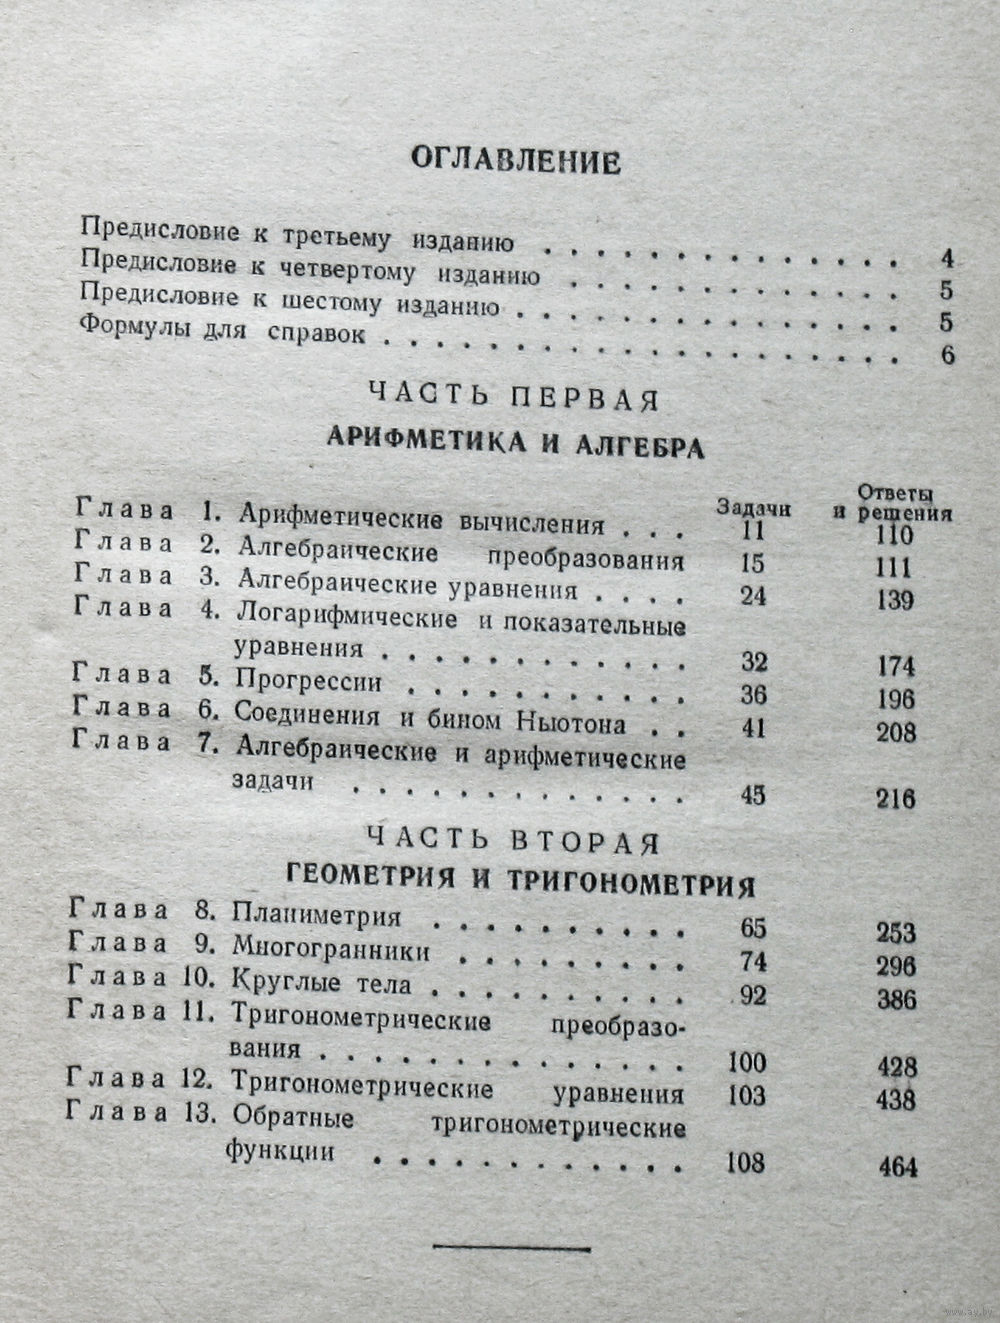 ОГЛАВЛЕНИЕ
Предисловие к третьему изданию . . . . . . . . . . . . . . 4
Предисловие к четвертому изданию . . . . . . . . . . . . . 5
Предисловие к шестому изданию . . . . . . . . . . . . . . . 5
Формулы для справок . . . . . . . . . . . . . . . . . . . . 6
ЧАСТЬ ПЕРВАЯ
АРИФМЕТИКА И АЛГЕБРА
Задачи Ответы и решения
Глава 1. Арифметические вычисления . . . 11 110
Глава 2. Алгебраические преобразования 15 111
Глава 3. Алгебраические уравнения . . . . 24 139
Глава 4. Логарифмические и показательные
уравнения . . . . . . . . . . . . 32 174
Глава 5. Прогрессии . . . . . . . . . . . 36 196
Глава 6. Соединения и бином Ньютона . . 41 208
Глава 7. Алгебраические и арифметические
задачи . . . . . . . . . . . . . 45 216
ЧАСТЬ ВТОРАЯ
ГЕОМЕТРИЯ И ТРИГОНОМЕТРИЯ
Глава 8. Планиметрия . . . . . . . . . . 65 253
Глава 9. Многогранники . . . . . . . . . 74 296
Глава 10. Круглые тела . . . . . . . . . . 92 386
Глава 11. Тригонометрические преобразо-
вания . . . . . . . . . . . . . . 100 428
Глава 12. Тригонометрические уравнения 103 438
Глава 13. Обратные тригонометрические
функции . . . . . . . . . . . . 108 464
www.ay.by